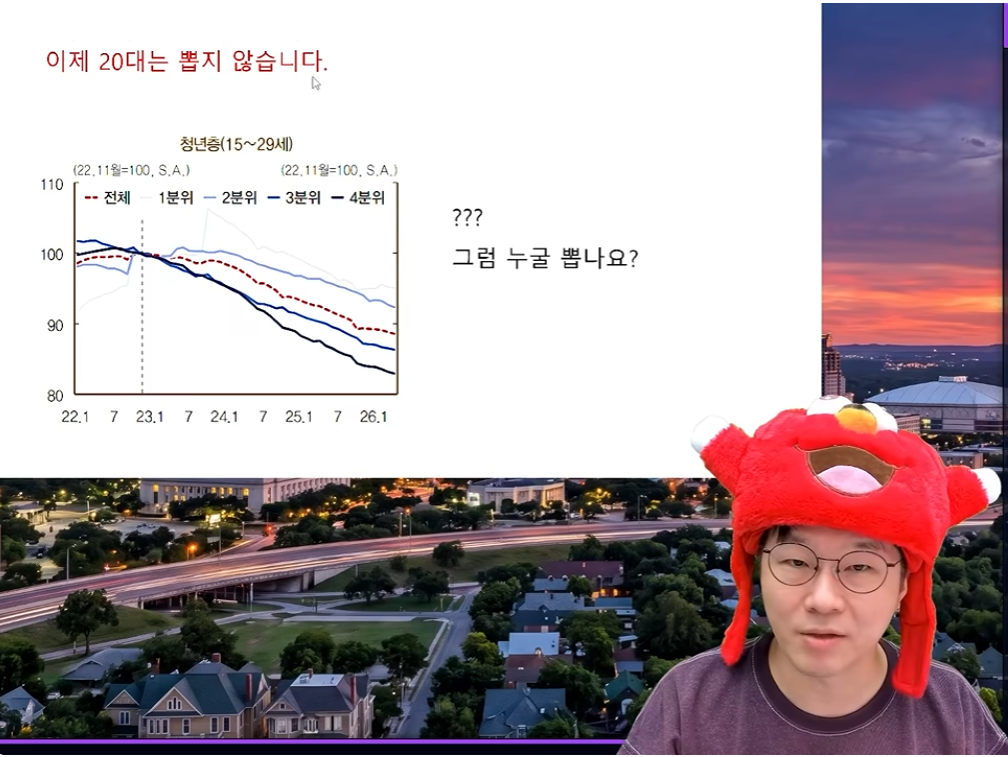 이제 20대는 뽑지 않습니다.
청년층(15~29세)
(22.11월=100, S.A.) (22.11월=100, S.A.)
110
전체 1분위 2분위 3분위 4분위
100
90
80
22.1 7 23.1 7 24.1 7 25.1 7 26.1
???
그럼 누굴 뽑나요?